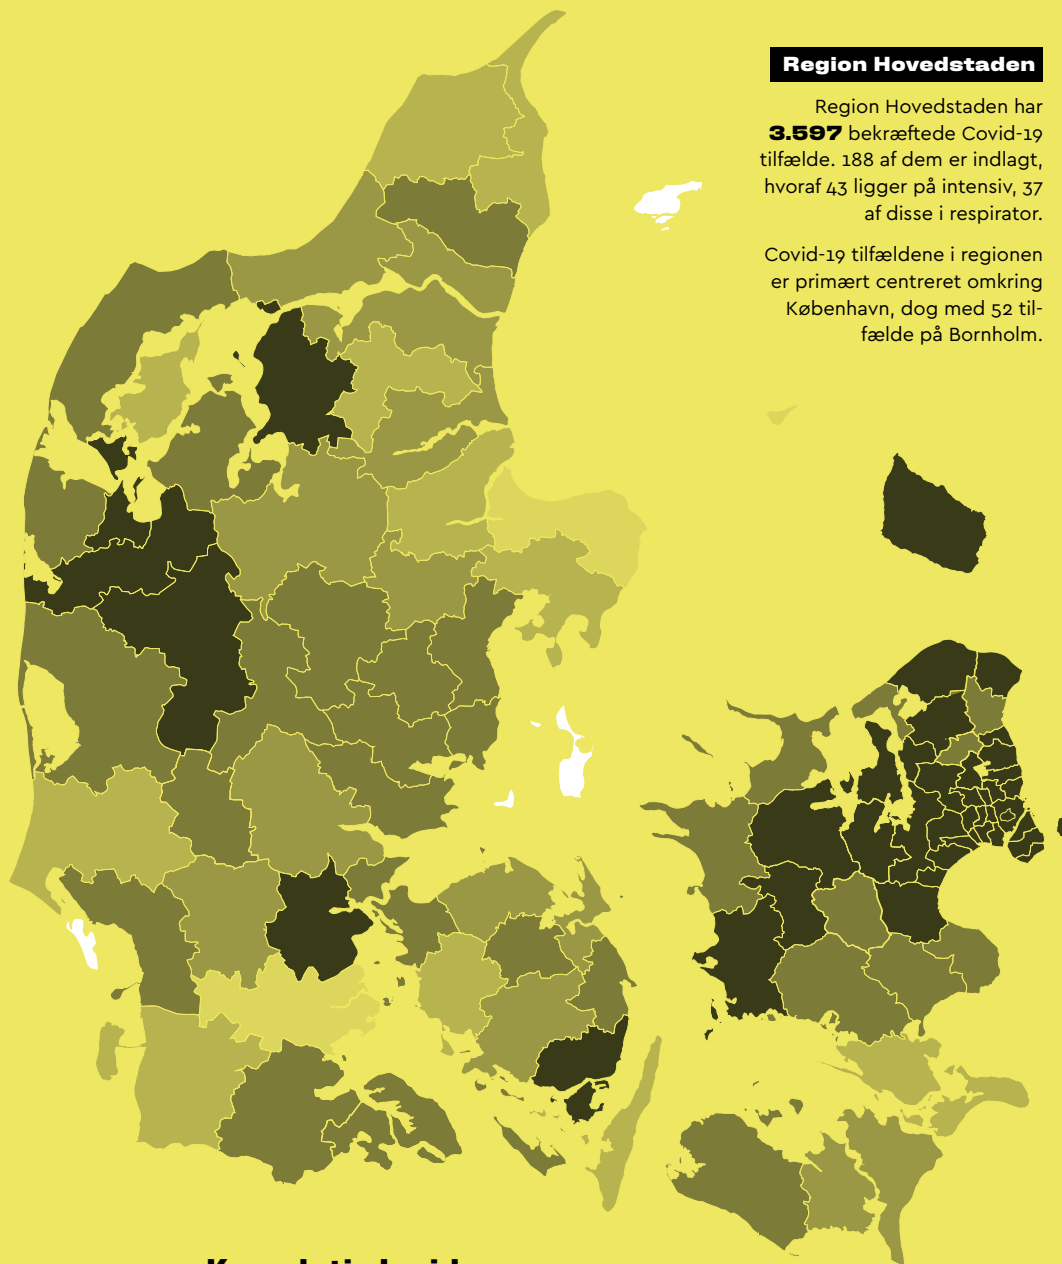 Region Hovedstaden
Region Hovedstaden har
3.597 bekræftede Covid-19
tilfælde. 188 af dem er indlagt,
hvoraf 43 ligger på intensiv, 37
af disse i respirator.
Covid-19 tilfældene i regionen
er primært centreret omkring
København, dog med 52 til-
fælde på Bornholm.